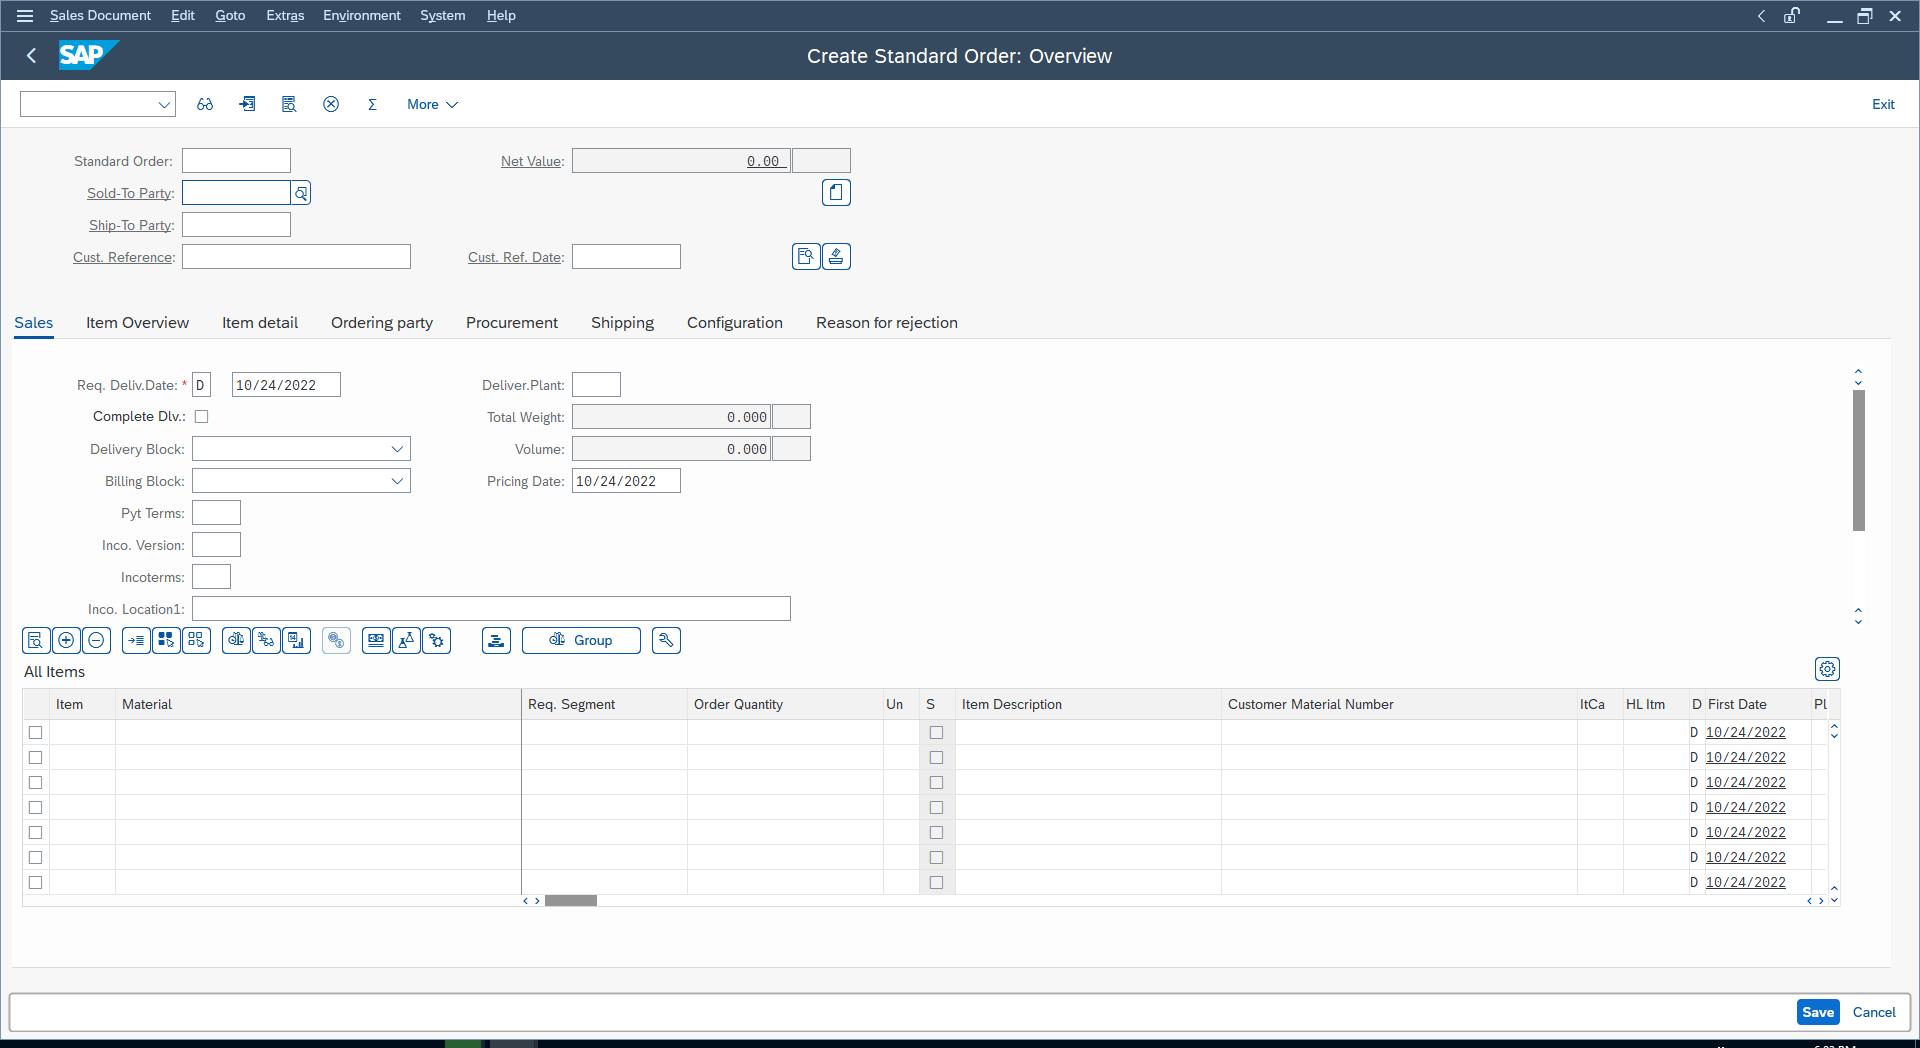 Sales Document Edit Goto Extras Environment System Help
SAP Create Standard Order: Overview
More Exit
Standard Order: Net Value: 0.00
Sold-To Party:
Ship-To Party:
Cust. Reference: Cust. Ref. Date:
Sales Item Overview Item detail Ordering party Procurement Shipping Configuration Reason for rejection
Req. Deliv.Date: * D 10/24/2022 Deliver.Plant:
Complete Dlv.: Total Weight: 0.000
Delivery Block: Volume: 0.000
Billing Block: Pricing Date: 10/24/2022
Pyt Terms:
Inco. Version:
Incoterms:
Inco. Location1:
Group
All Items
Item Material Req. Segment Order Quantity Un S Item Description Customer Material Number ItCa HL Itm D First Date Pl
D 10/24/2022
D 10/24/2022
D 10/24/2022
D 10/24/2022
D 10/24/2022
D 10/24/2022
D 10/24/2022
Save Cancel